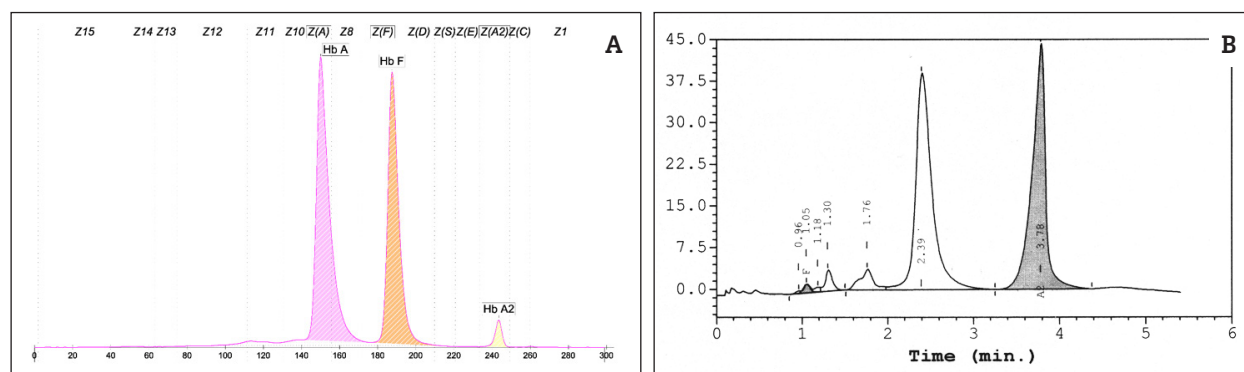 Z15 Z14 Z13 Z12 Z11 Z10 Z(A) Z8 Z(F) Z(D) Z(S) Z(E) Z(A2) Z(C) Z1
A
Hb A
Hb F
Hb A2
0 20 40 60 80 100 120 140 160 180 200 220 240 260 280 300
B
45.0
37.5
30.0
22.5
15.0
7.5
0.0
0.96
1.05
1.18
1.30
1.76
2.39
3.78
F
A2
0 1 2 3 4 5 6
Time (min.)